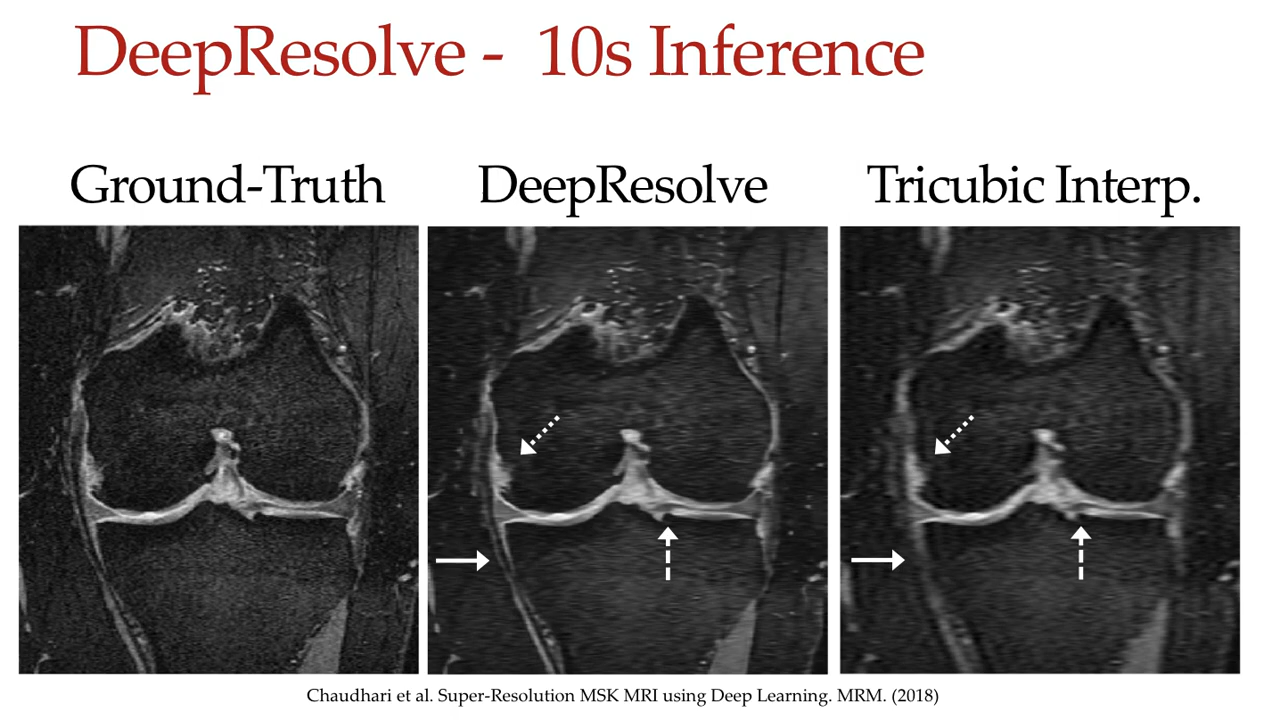 DeepResolve - 10s Inference
Ground-Truth
DeepResolve
Tricubic Interp.
Chaudhari et al. Super-Resolution MSK MRI using Deep Learning. MRM. (2018)